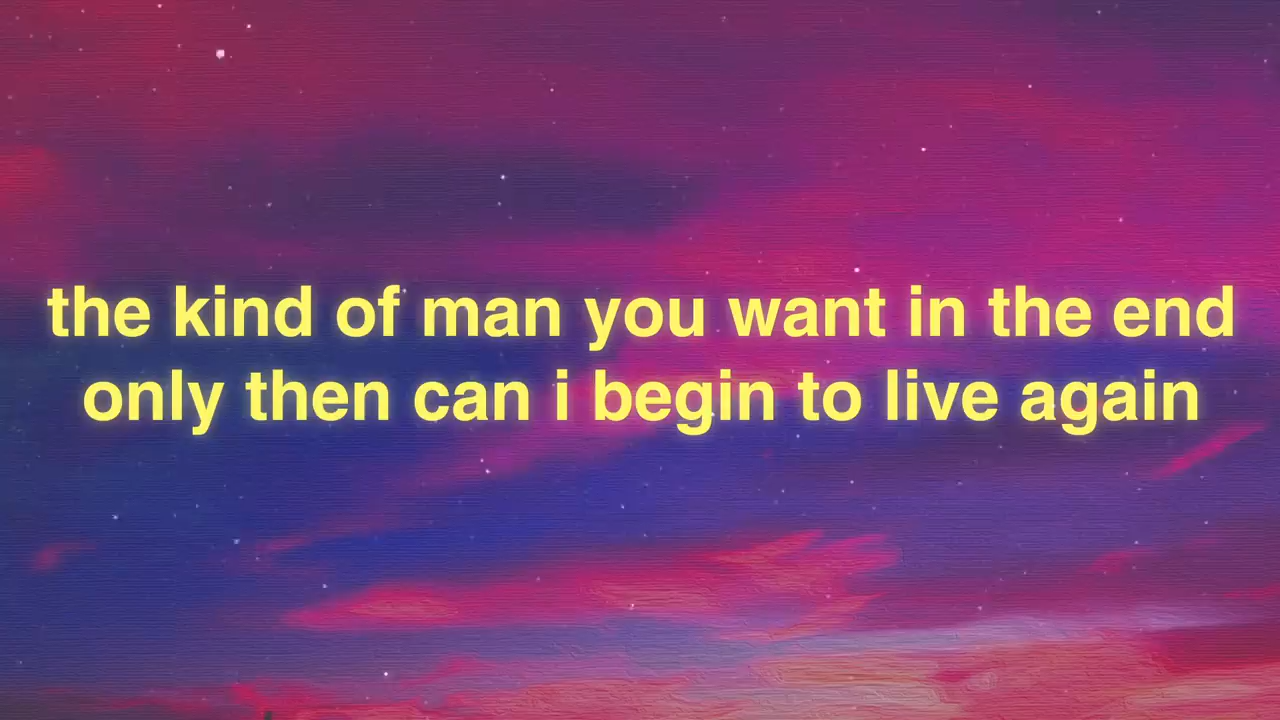 the kind of man you want in the end
only then can i begin to live again